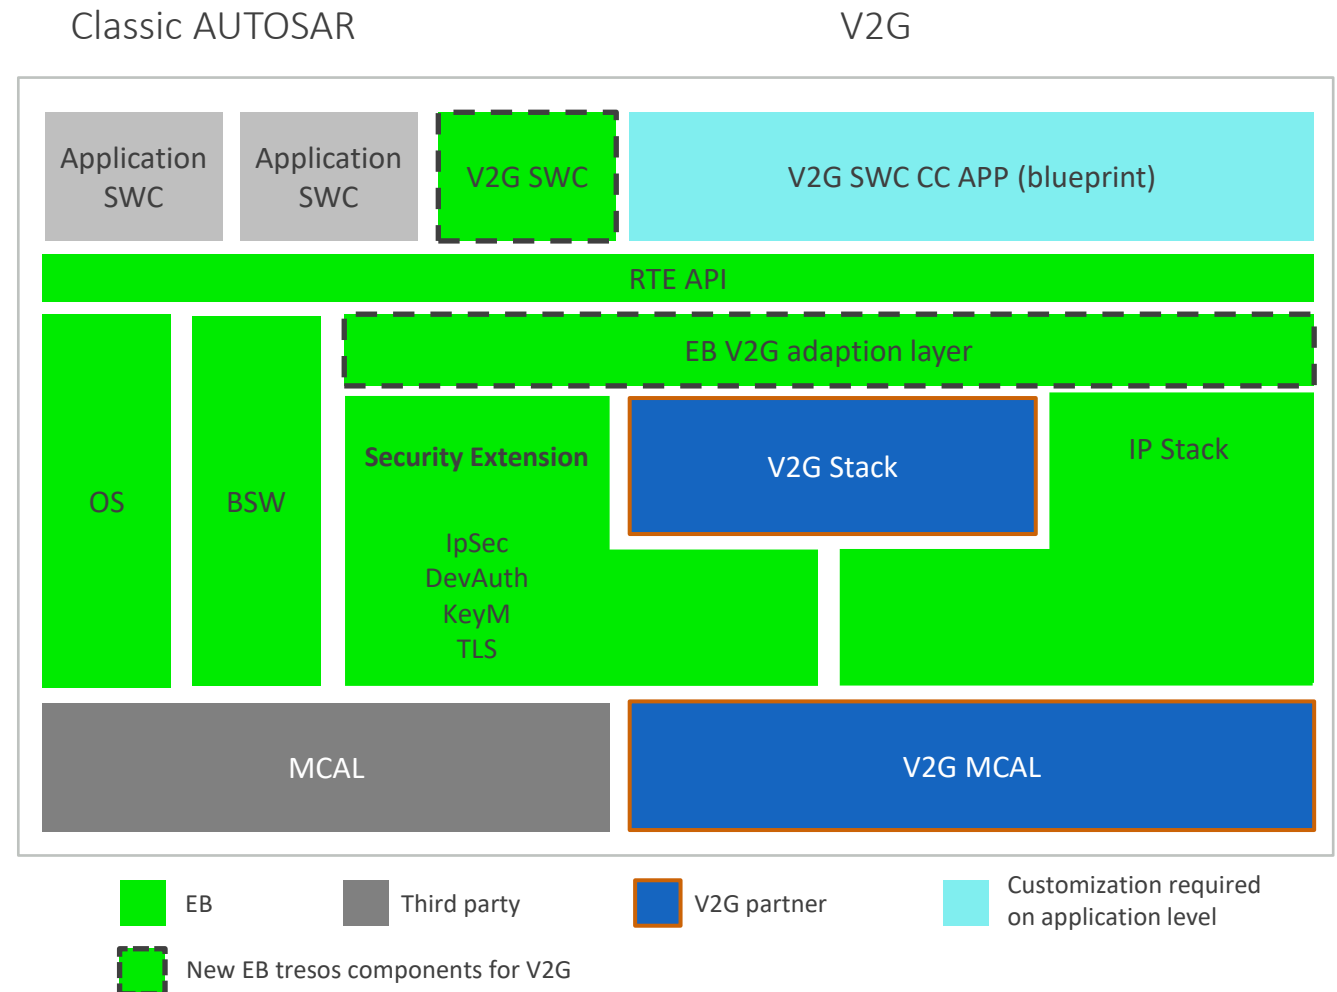 Classic AUTOSAR
V2G
Application
SWC
Application
SWC
V2G SWC
V2G SWC CC APP (blueprint)
RTE API
EB V2G adaption layer
OS
BSW
Security Extension
IpSec
DevAuth
KeyM
TLS
V2G Stack
IP Stack
MCAL
V2G MCAL
EB
Third party
V2G partner
Customization required
on application level
New EB tresos components for V2G